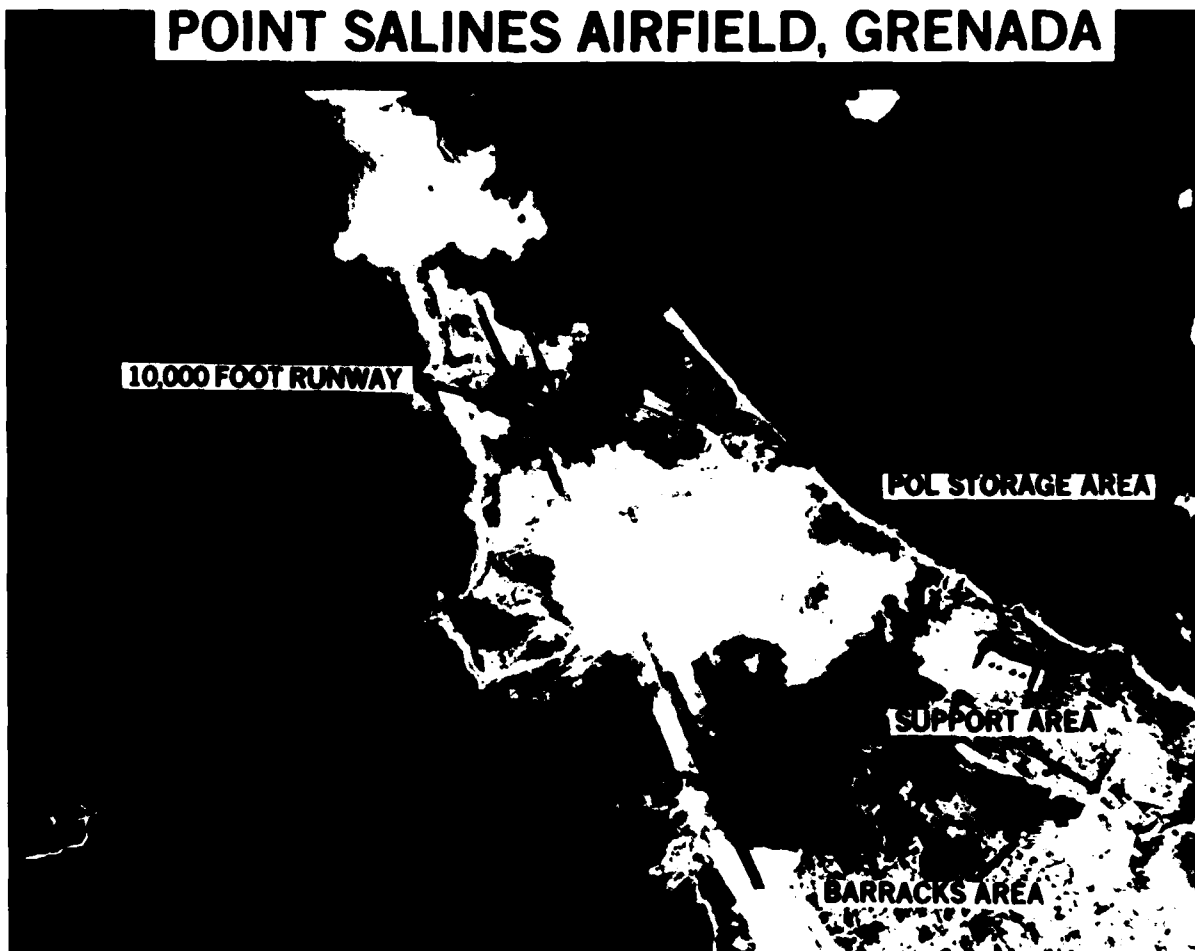 POINT SALINES AIRFIELD, GRENADA
10,000 FOOT RUNWAY
POL STORAGE AREA
SUPPORT AREA
BARRACKS AREA